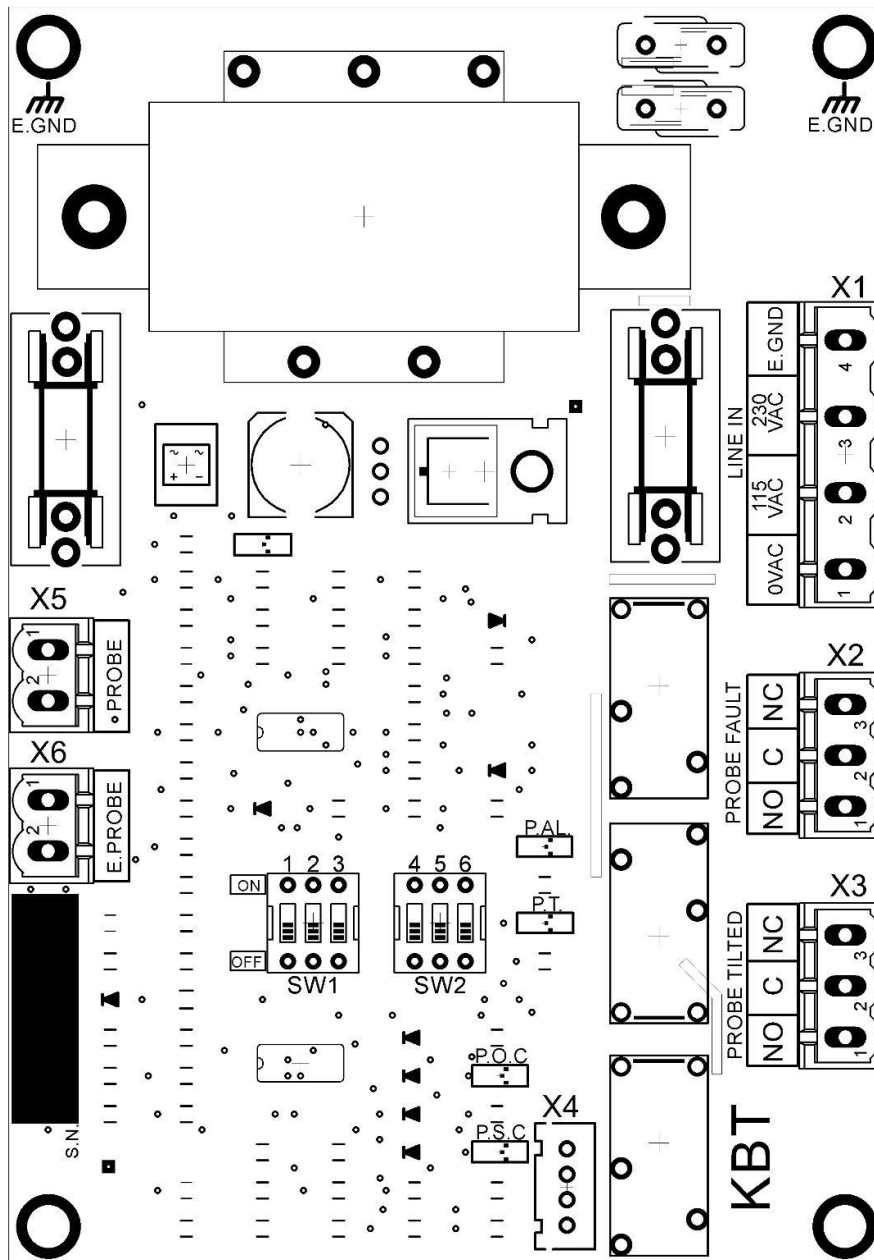 E.GND
E.GND
X1
E.GND
4
230
VAC
3
LINE IN
115
VAC
2
0VAC
1
~ ~
+ -
X5
1
2
PROBE
X6
1
2
E.PROBE
X2
PROBE FAULT
NC
3
C
2
NO
1
P.AL.
P.T.
1 2 3
ON
OFF
SW1
4 5 6
SW2
X3
PROBE TILTED
NC
3
C
2
NO
1
P.O.C
P.S.C
X4
S.N.
KBT